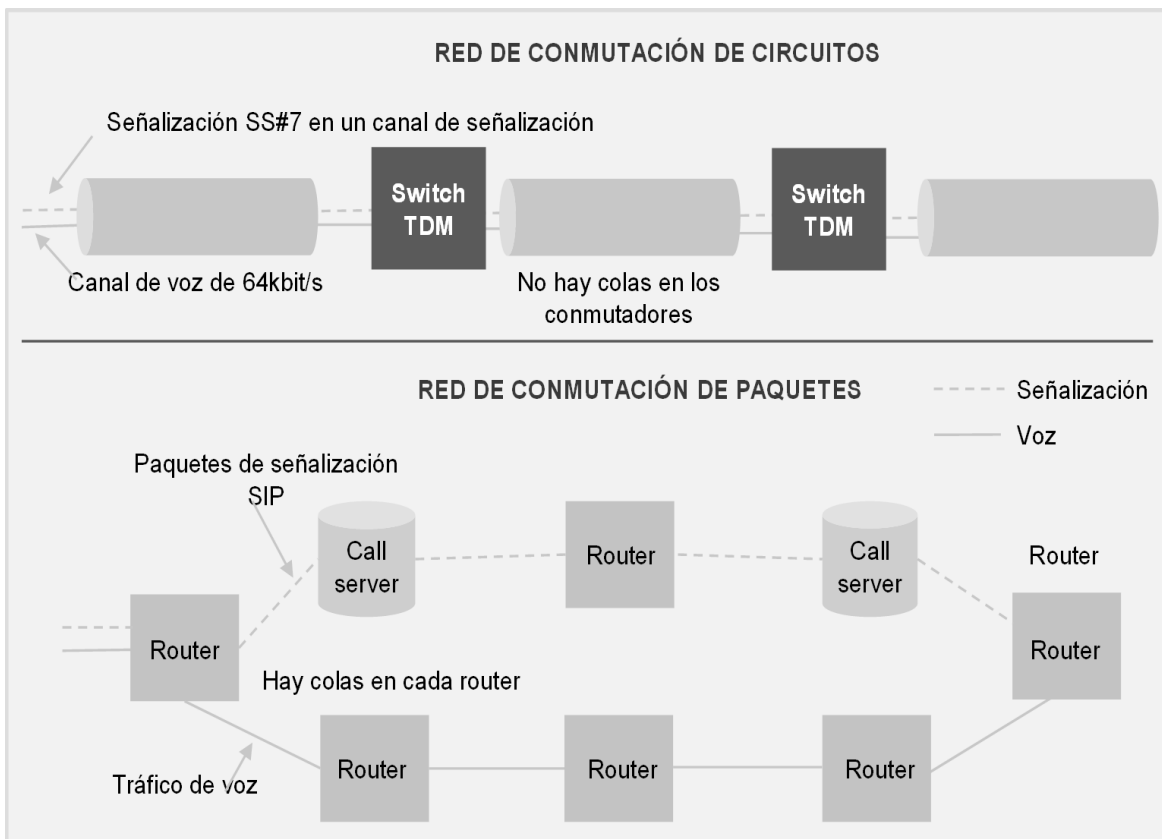 RED DE CONMUTACIÓN DE CIRCUITOS
Señalización SS#7 en un canal de señalización
Switch
TDM
Switch
TDM
Canal de voz de 64kbit/s
No hay colas en los
conmutadores
RED DE CONMUTACIÓN DE PAQUETES
Señalización
Voz
Paquetes de señalización
SIP
Call
server
Router
Call
server
Router
Router
Router
Hay colas en cada router
Router
Router
Router
Tráfico de voz